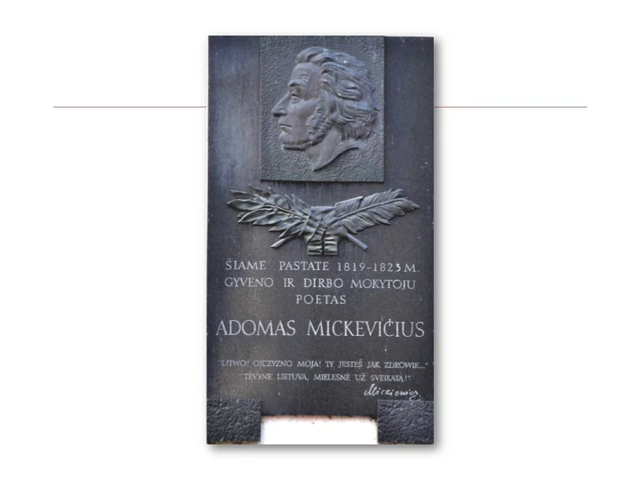 ŠIAME PASTATE 1819-1823 M.
GYVENO IR DIRBO MOKYTOJU
POETAS
ADOMAS MICKEVIČIUS
"LITWO! OJCZYZNO MOJA! TY JESTEŚ JAK ZDROWIE..."
"TĖVYNE LIETUVA, MIELESNĖ UŽ SVEIKATĄ!"
Mickiewicz